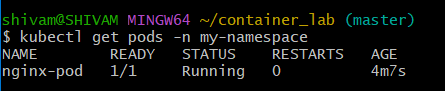 shivam@SHIVAM MINGW64 ~/container_lab (master)
$ kubectl get pods -n my-namespace
NAME READY STATUS RESTARTS AGE
nginx-pod 1/1 Running 0 4m7s